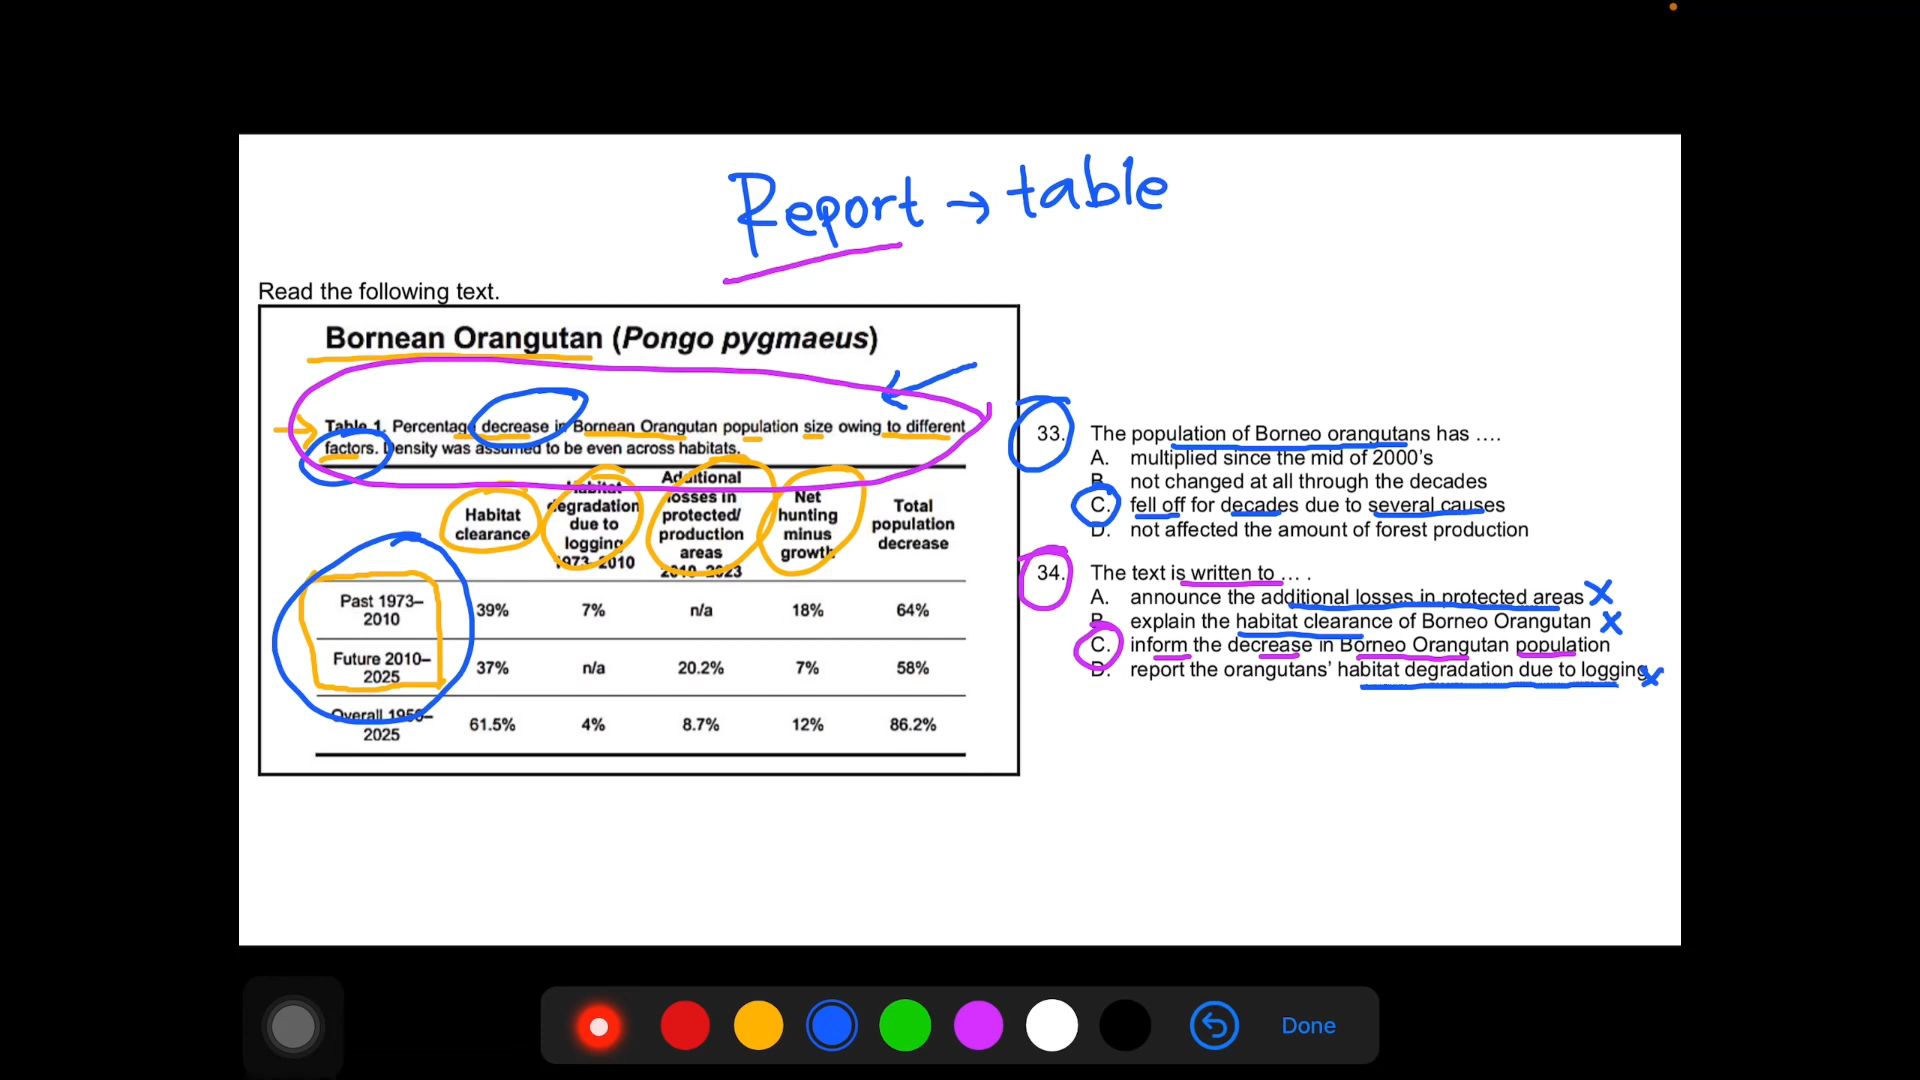 Report → table
Read the following text.
Bornean Orangutan (Pongo pygmaeus)
Table 1. Percentage decrease in Bornean Orangutan population size owing to different
factors. Density was assumed to be even across habitats.
Habitat clearance
Habitat degradation due to logging 1973–2010
Additional losses in protected/ production areas 2010–2023
Net hunting minus growth
Total population decrease
Past 1973–2010 39% 7% n/a 18% 64%
Future 2010–2025 37% n/a 20.2% 7% 58%
Overall 1950–2025 61.5% 4% 8.7% 12% 86.2%
33. The population of Borneo orangutans has ….
A. multiplied since the mid of 2000's
B. not changed at all through the decades
C. fell off for decades due to several causes
D. not affected the amount of forest production
34. The text is written to … .
A. announce the additional losses in protected areas X
B. explain the habitat clearance of Borneo Orangutan X
C. inform the decrease in Borneo Orangutan population
D. report the orangutans' habitat degradation due to logging X
Done